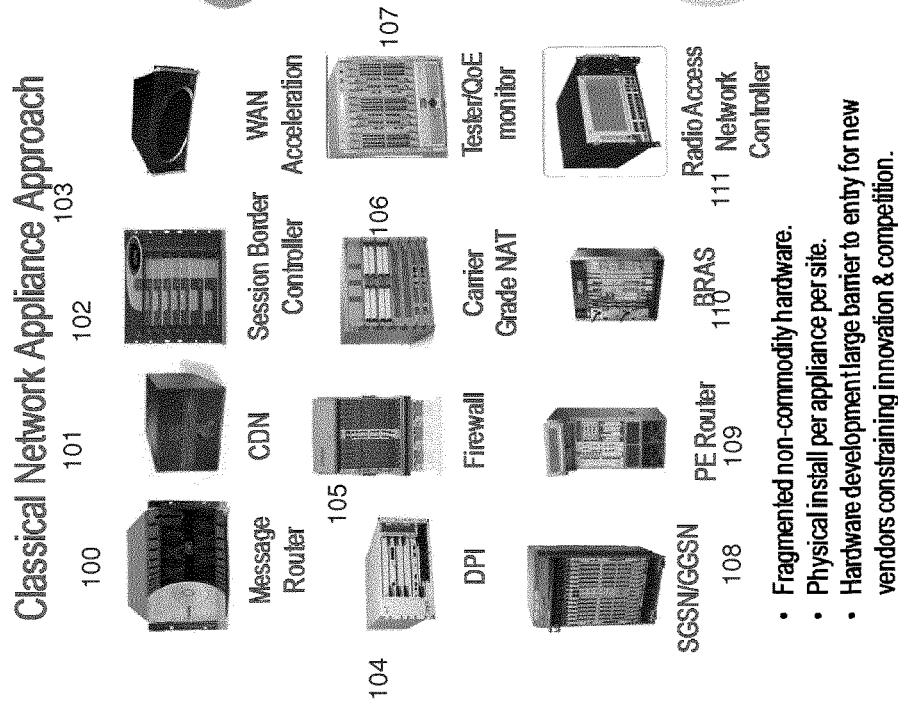 Classical Network Appliance Approach
100
101
102
103
Message
Router
CDN
Session Border
Controller
WAN
Acceleration
104
105
106
107
DPI
Firewall
Carrier
Grade NAT
Tester/QoE
monitor
SGSN/GGSN
108
PE Router
109
BRAS
110
Radio Access
111 Network
Controller
• Fragmented non-commodity hardware.
• Physical install per appliance per site.
• Hardware development large barrier to entry for new
vendors constraining innovation & competition.